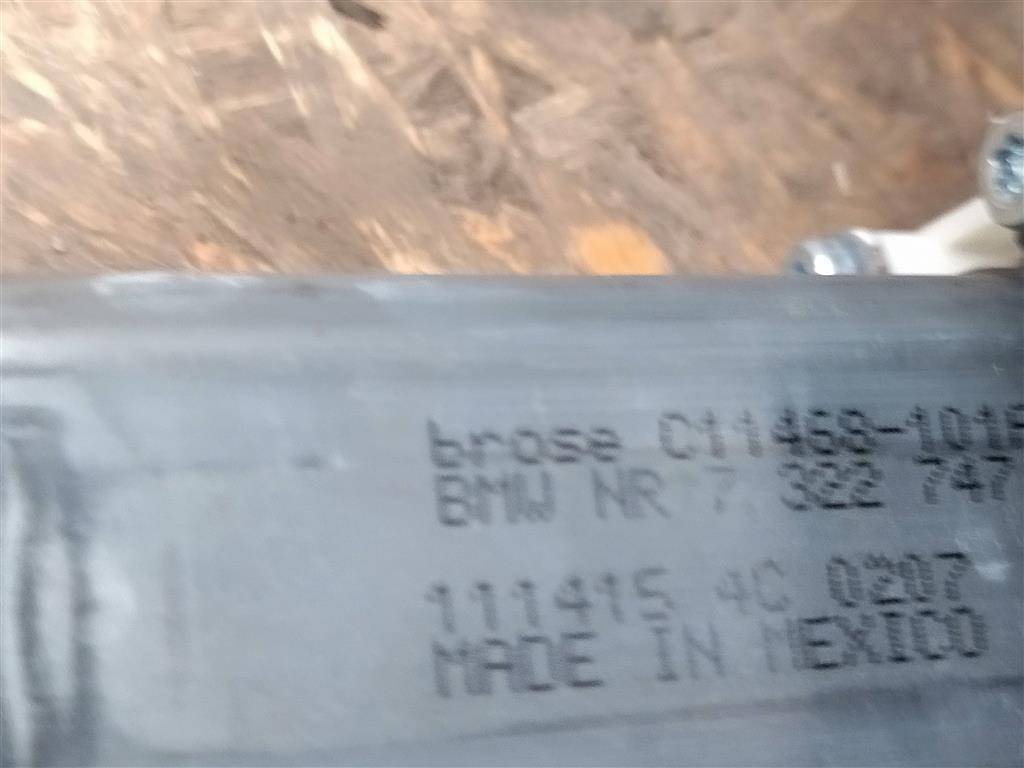 brose C11468-101
BMW NR 7 322 747
111415 4C 0207
MADE IN MEXICO